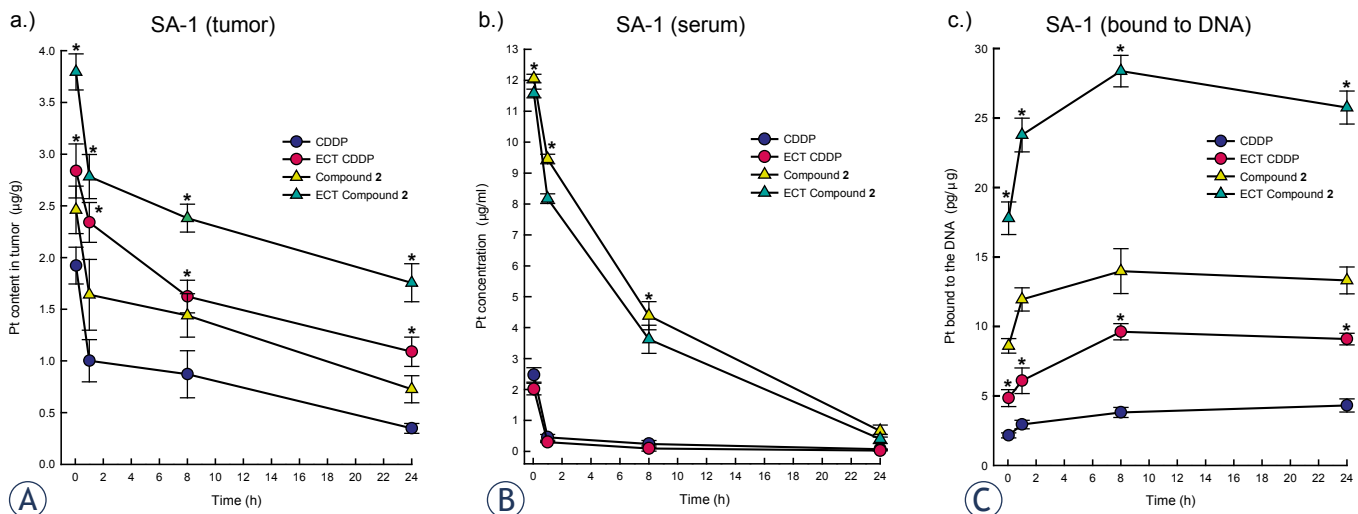 a.)
SA-1 (tumor)
4.0
3.5
3.0
2.5
2.0
1.5
1.0
0.5
0.0
Pt content in tumor (µg/g)
* * * * * * * *
CDDP
ECT CDDP
Compound 2
ECT Compound 2
0 2 4 6 8 10 12 14 16 18 20 22 24
Time (h)
A
b.)
SA-1 (serum)
13
12
11
10
9
8
7
6
5
4
3
2
1
0
Pt concentration (µg/ml)
* * *
CDDP
ECT CDDP
Compound 2
ECT Compound 2
0 2 4 6 8 10 12 14 16 18 20 22 24
Time (h)
B
c.)
SA-1 (bound to DNA)
30
25
20
15
10
5
0
Pt bound to the DNA (pg/µg)
* * * * * * * *
CDDP
ECT CDDP
Compound 2
ECT Compound 2
0 2 4 6 8 10 12 14 16 18 20 22 24
Time (h)
C